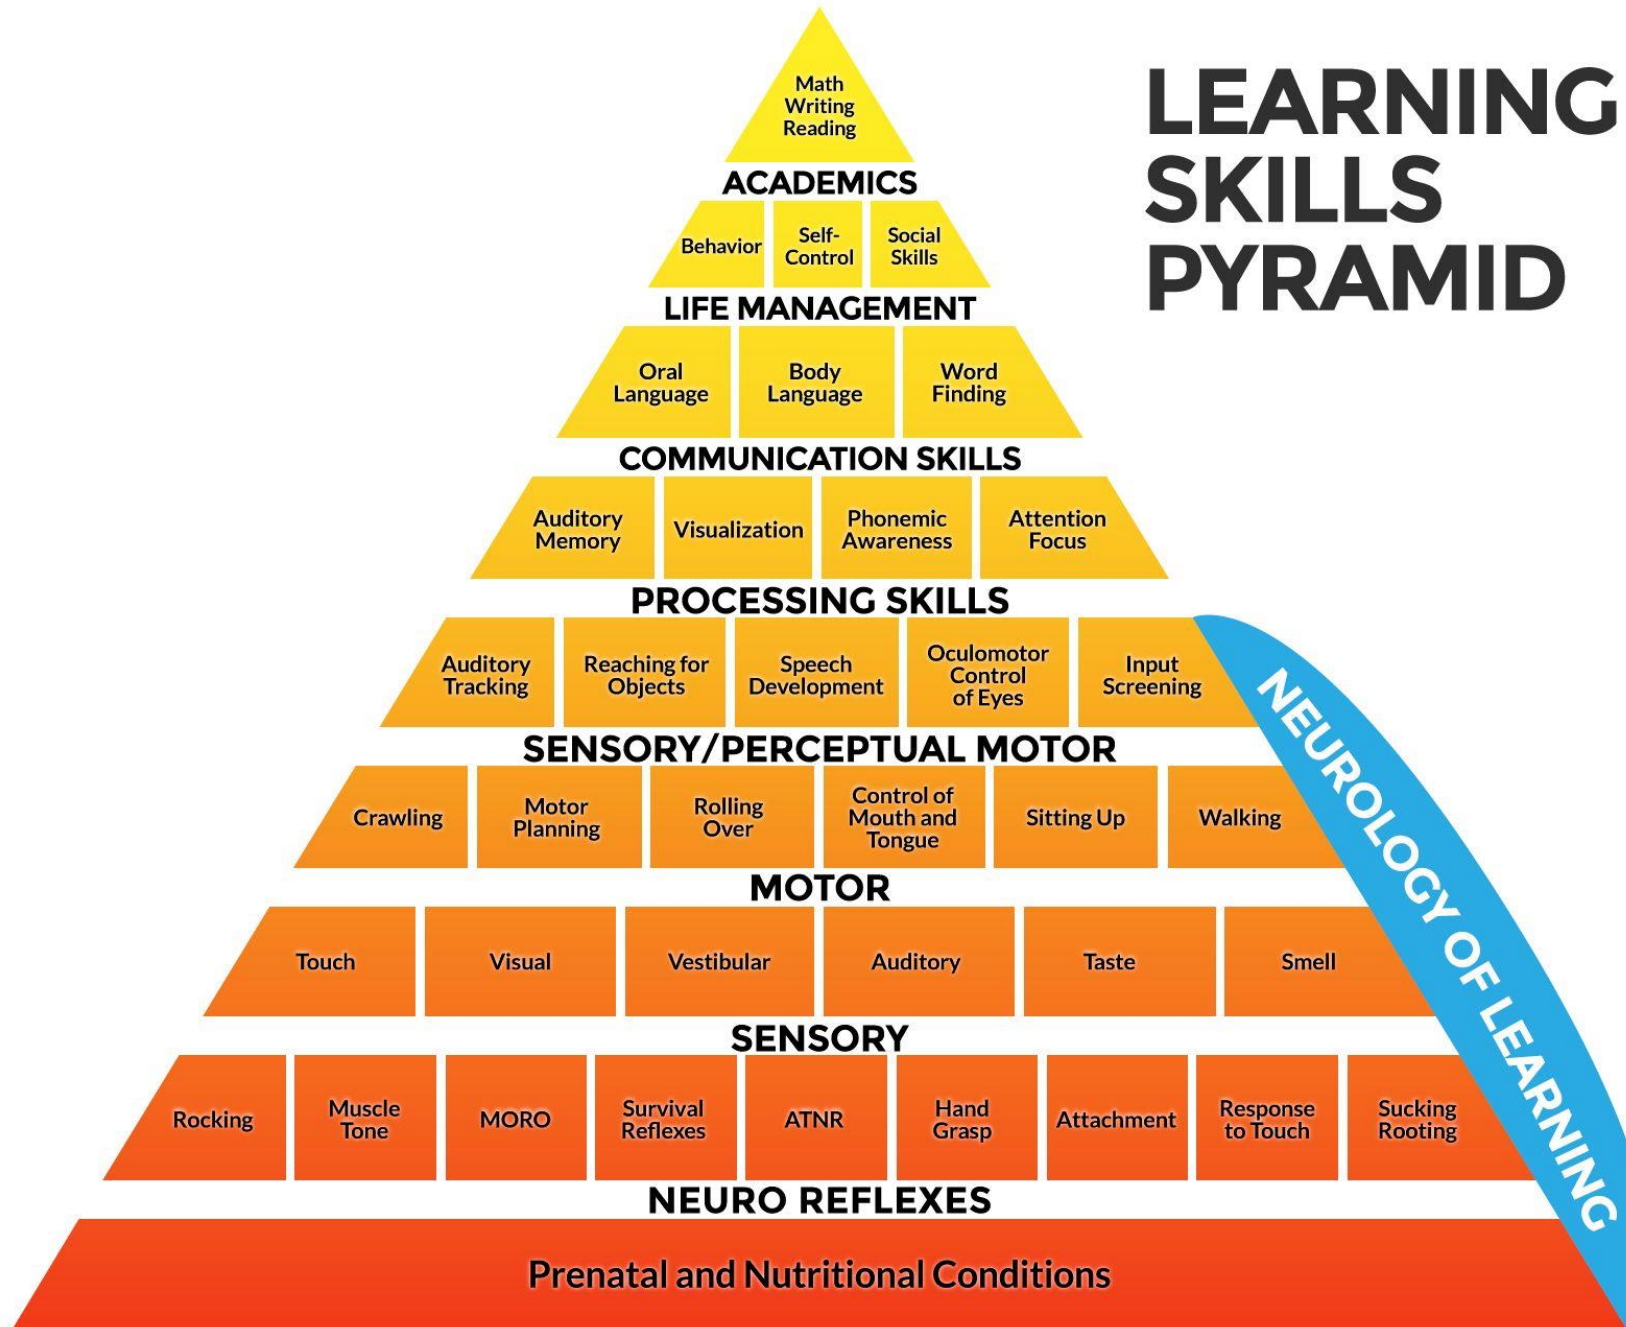 LEARNING
SKILLS
PYRAMID
Math
Writing
Reading
ACADEMICS
Behavior
Self-
Control
Social
Skills
LIFE MANAGEMENT
Oral
Language
Body
Language
Word
Finding
COMMUNICATION SKILLS
Auditory
Memory
Visualization
Phonemic
Awareness
Attention
Focus
PROCESSING SKILLS
Auditory
Tracking
Reaching for
Objects
Speech
Development
Oculomotor
Control
of Eyes
Input
Screening
SENSORY/PERCEPTUAL MOTOR
Crawling
Motor
Planning
Rolling
Over
Control of
Mouth and
Tongue
Sitting Up
Walking
MOTOR
Touch
Visual
Vestibular
Auditory
Taste
Smell
SENSORY
Rocking
Muscle
Tone
MORO
Survival
Reflexes
ATNR
Hand
Grasp
Attachment
Response
to Touch
Sucking
Rooting
NEURO REFLEXES
Prenatal and Nutritional Conditions
NEUROLOGY OF LEARNING